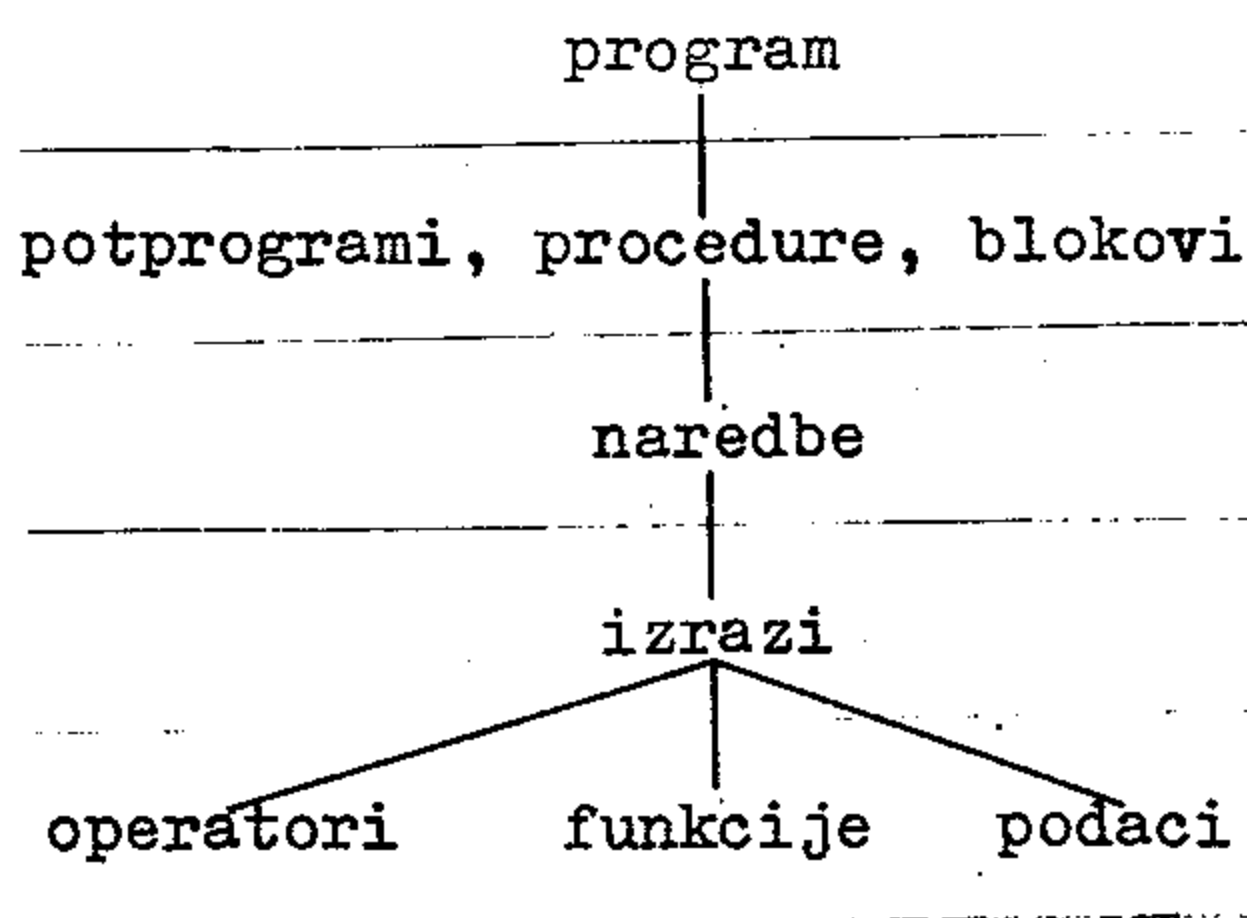 program
potprogrami, procedure, blokovi
naredbe
izrazi
operatori funkcije podaci